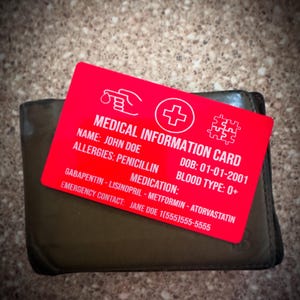 MEDICAL INFORMATION CARD
NAME: JOHN DOE
DOB: 01-01-2001
ALLERGIES: PENICILLIN
BLOOD TYPE: O+
MEDICATION:
GABAPENTIN - LISINOPRIL - METFORMIN - ATORVASTATIN
EMERGENCY CONTACT: JANE DOE 1(555)555-5555